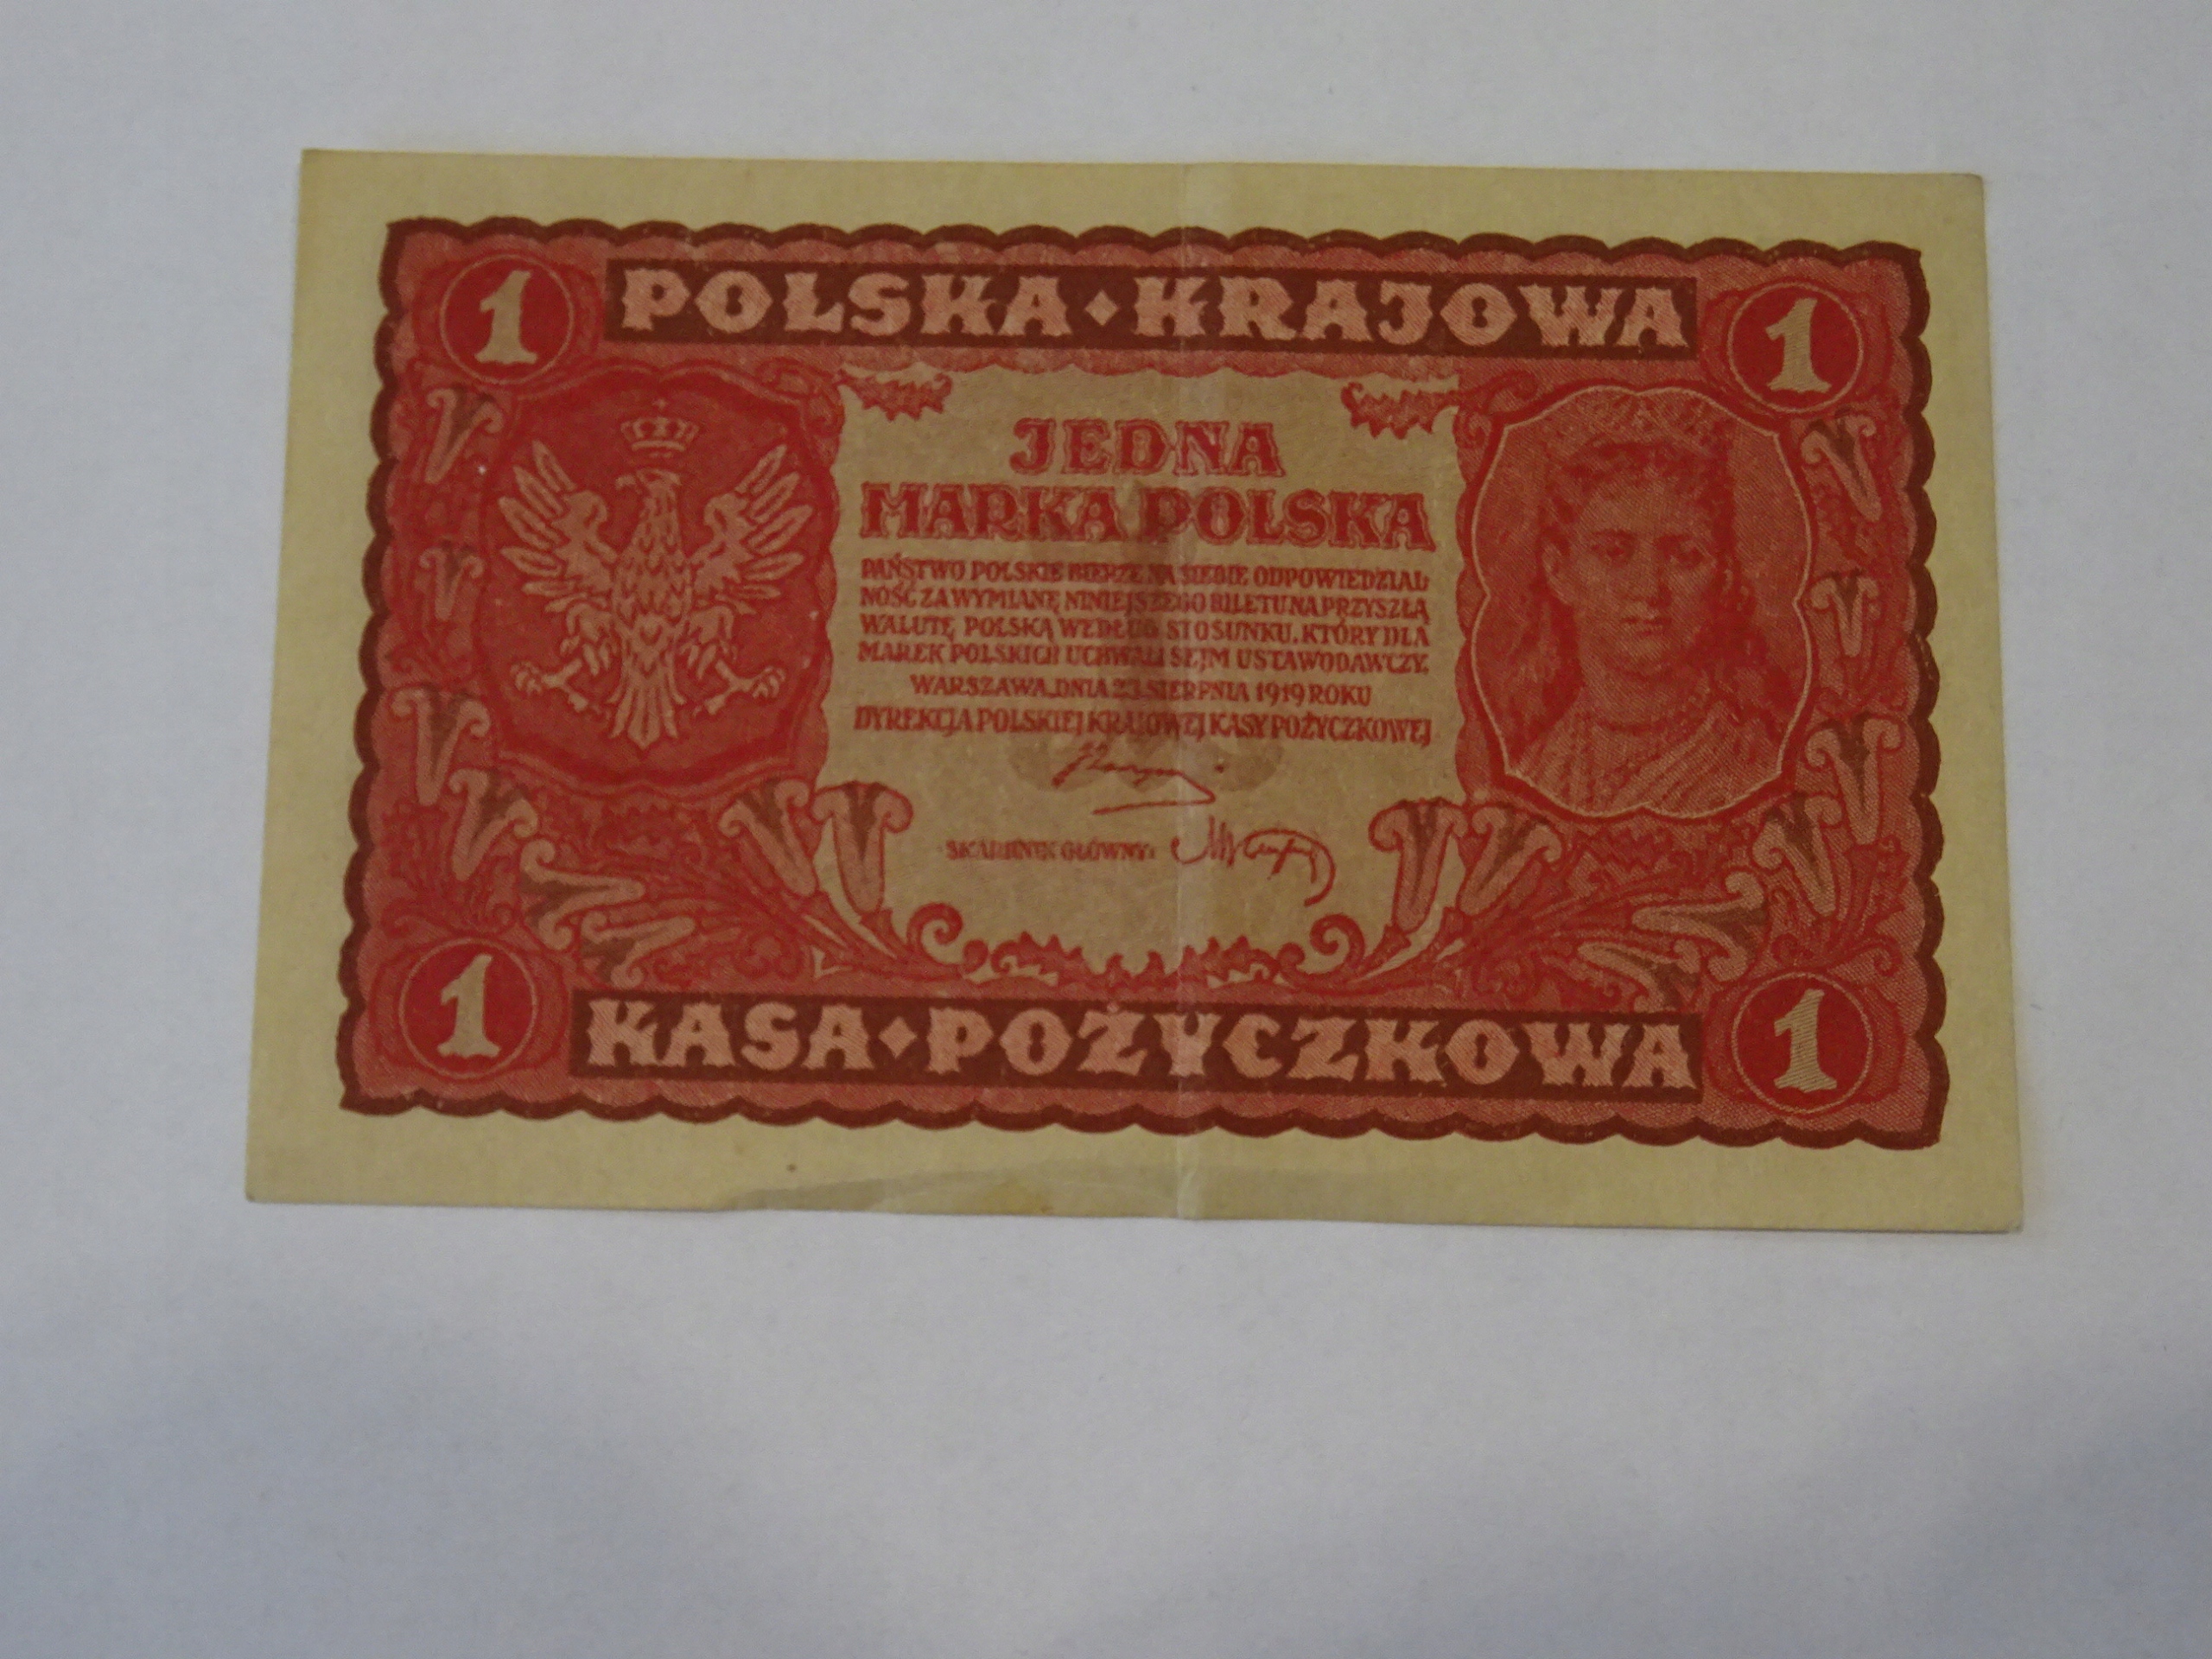 1 POLSKA • KRAJOWA 1
JEDNA
MARKA POLSKA
PAŃSTWO POLSKIE BIERZE NA SIEBIE ODPOWIEDZIAL-
NOŚĆ ZA WYMIANĘ NINIEJSZEGO BILETU NA PRZYSZŁĄ
WALUTĘ POLSKĄ WEDŁUG STOSUNKU, KTÓRY DLA
MAREK POLSKICH UCHWALI SEJM USTAWODAWCZY.
WARSZAWA, DNIA 23 SIERPNIA 1919 ROKU
DYREKCJA POLSKIEJ KRAJOWEJ KASY POŻYCZKOWEJ
SKARBNIK GŁÓWNY:
1 KASA • POŻYCZKOWA 1